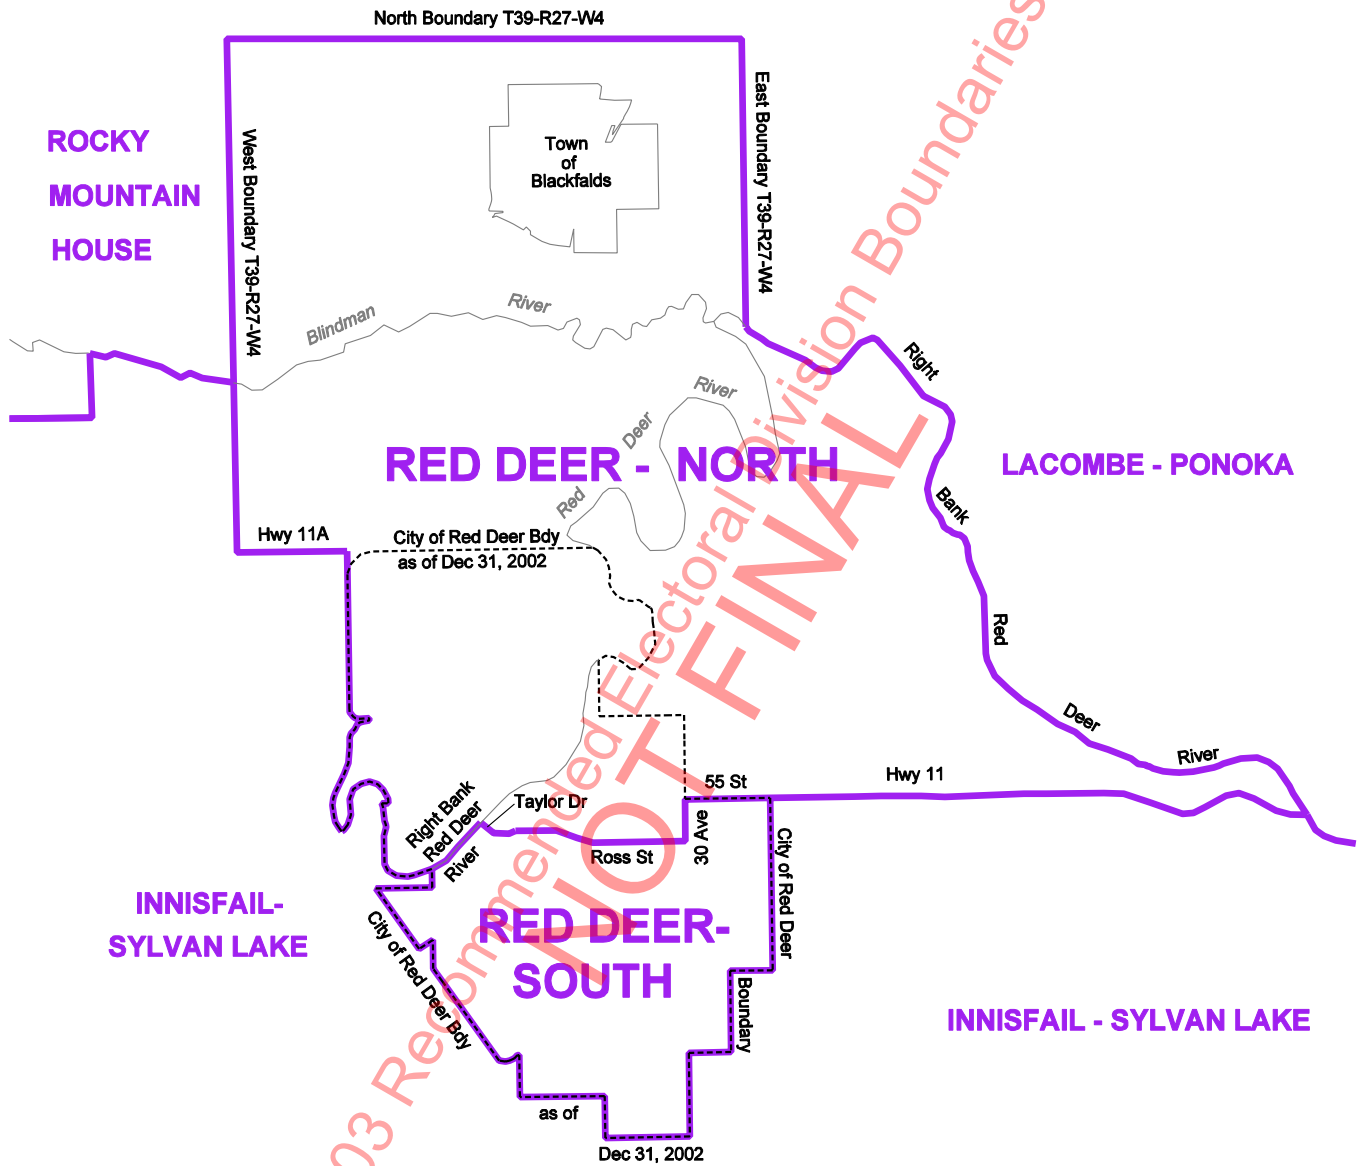 North Boundary T39-R27-W4
ROCKY
MOUNTAIN
HOUSE
West Boundary T39-R27-W4
Town
of
Blackfalds
East Boundary T39-R27-W4
Blindman
River
Right
Bank
Red
Deer
River
Red
Deer
River
RED DEER - NORTH
LACOMBE - PONOKA
Hwy 11A
City of Red Deer Bdy
as of Dec 31, 2002
55 St
Hwy 11
Taylor Dr
Right Bank
Red Deer
River
Ross St
30 Ave
City of Red Deer
Boundary
INNISFAIL-
SYLVAN LAKE
City of Red Deer Bdy
RED DEER-
SOUTH
INNISFAIL - SYLVAN LAKE
as of
Dec 31, 2002
03 Recommended Electoral Division Boundaries
NOT FINAL